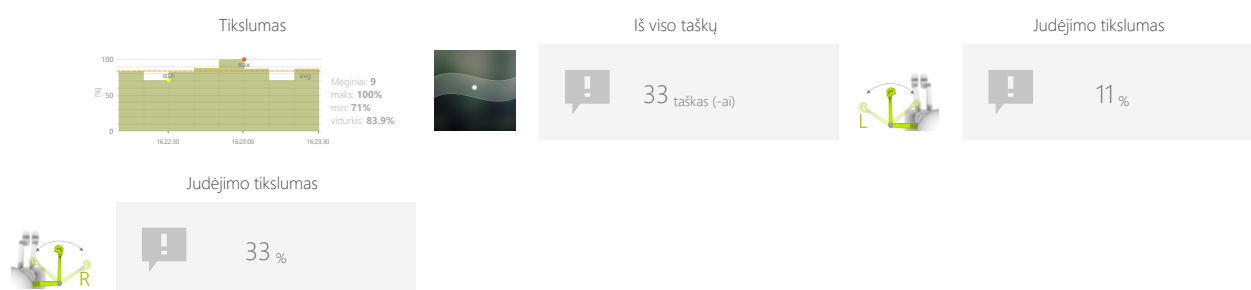 Tikslumas
100
50
0
(%)
min
max
avg
16:22:30
16:23:00
16:23:30
Mėginiai: 9
maks: 100%
min: 71%
vidurkis: 83.9%
Iš viso taškų
33 taškas (-ai)
Judėjimo tikslumas
L
11 %
Judėjimo tikslumas
R
33 %